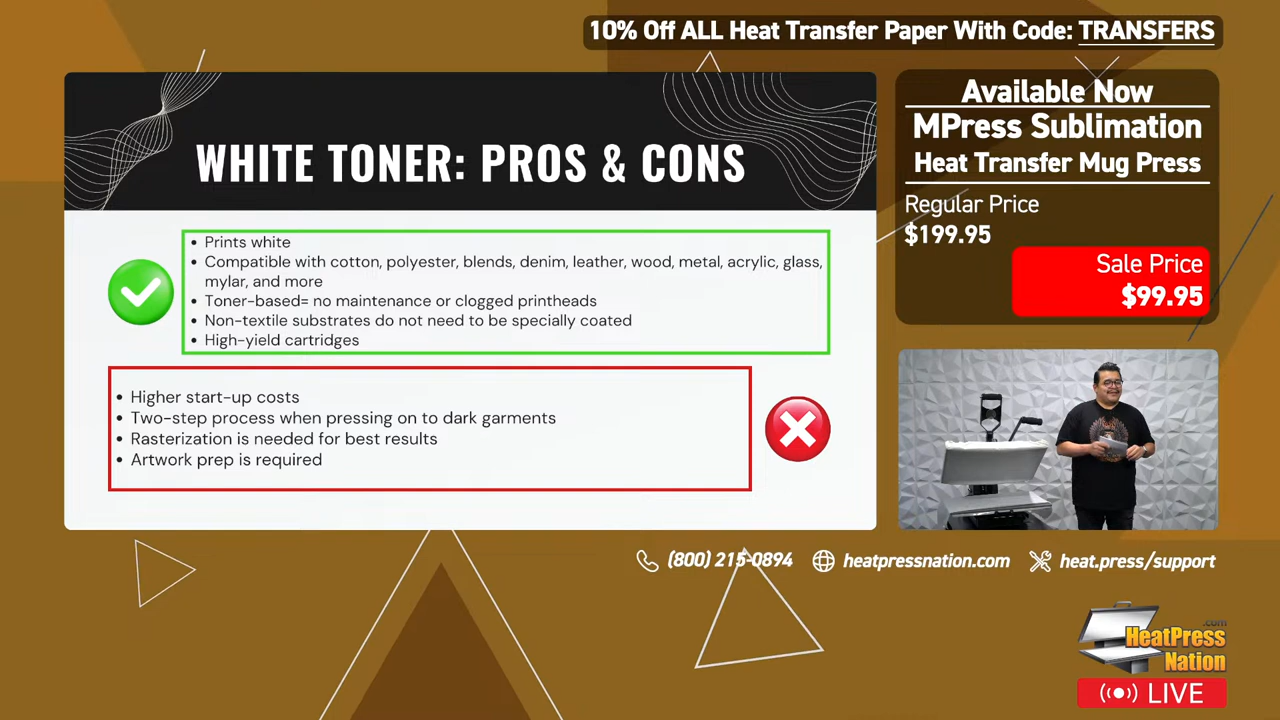 10% Off ALL Heat Transfer Paper With Code: TRANSFERS
WHITE TONER: PROS & CONS
• Prints white
• Compatible with cotton, polyester, blends, denim, leather, wood, metal, acrylic, glass,
mylar, and more
• Toner-based= no maintenance or clogged printheads
• Non-textile substrates do not need to be specially coated
• High-yield cartridges
• Higher start-up costs
• Two-step process when pressing on to dark garments
• Rasterization is needed for best results
• Artwork prep is required
Available Now
MPress Sublimation
Heat Transfer Mug Press
Regular Price
$199.95
Sale Price
$99.95
(800) 215-0894 heatpressnation.com heat.press/support
.com
HeatPress
Nation
LIVE